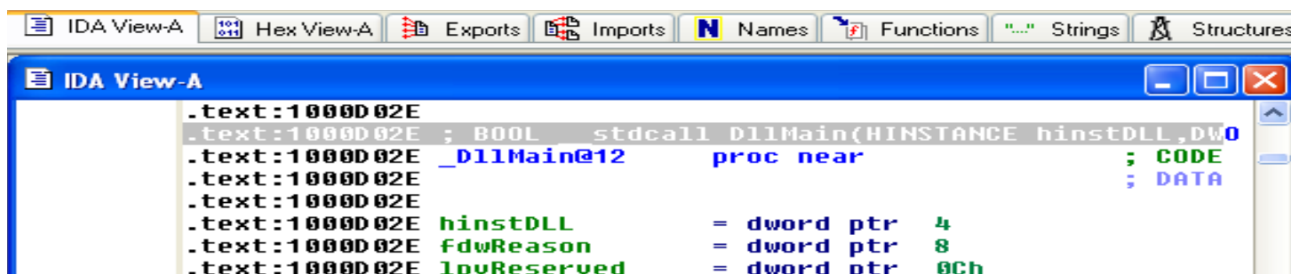 IDA View-A Hex View-A Exports Imports N Names Functions "..." Strings Structures
IDA View-A
.text:1000D02E
.text:1000D02E ; BOOL stdcall DllMain(HINSTANCE hinstDLL,DWO
.text:1000D02E _DllMain@12 proc near ; CODE
.text:1000D02E ; DATA
.text:1000D02E
.text:1000D02E hinstDLL = dword ptr 4
.text:1000D02E fdwReason = dword ptr 8
.text:1000D02E lpvReserved = dword ptr 0Ch